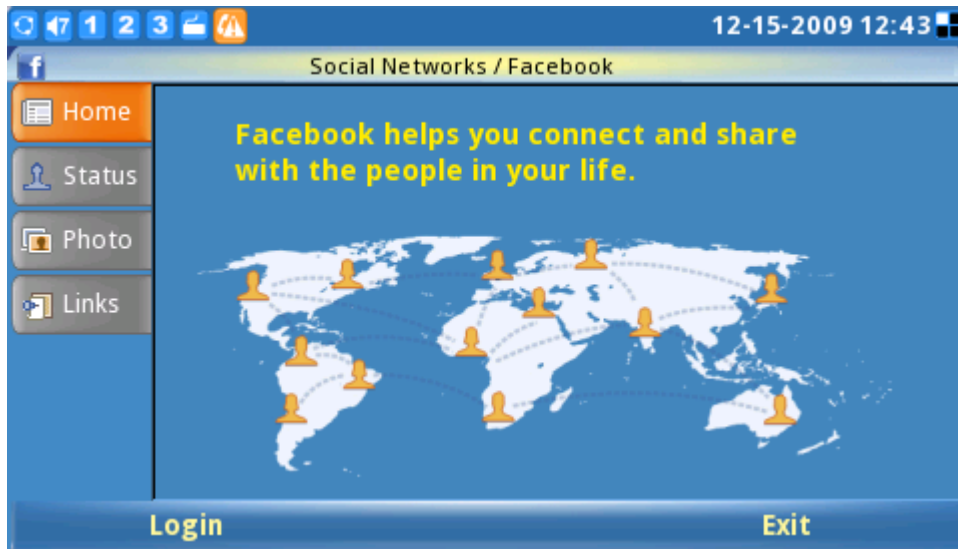 7 1 2 3 12-15-2009 12:43
f Social Networks / Facebook
Home
Status
Photo
Links
Facebook helps you connect and share
with the people in your life.
Login Exit